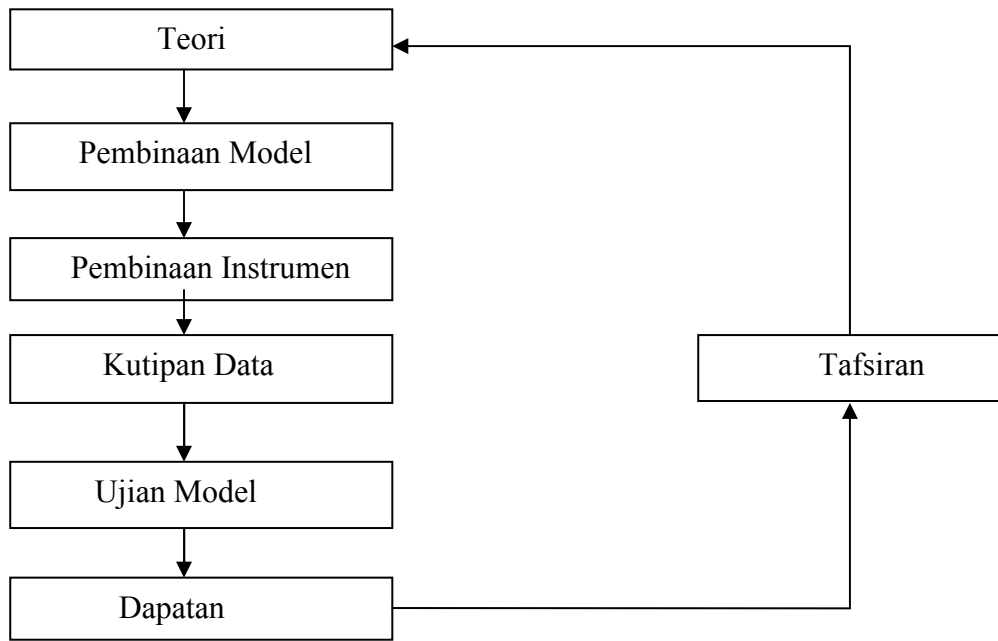 Teori
Pembinaan Model
Pembinaan Instrumen
Kutipan Data
Tafsiran
Ujian Model
Dapatan